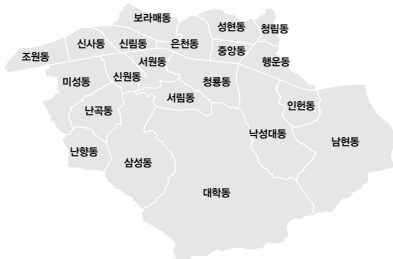 보라매동
성현동
청림동
신사동
신림동
은천동
중앙동
조원동
서원동
행운동
미성동
신원동
청룡동
서림동
인헌동
난곡동
낙성대동
남현동
난향동
삼성동
대학동